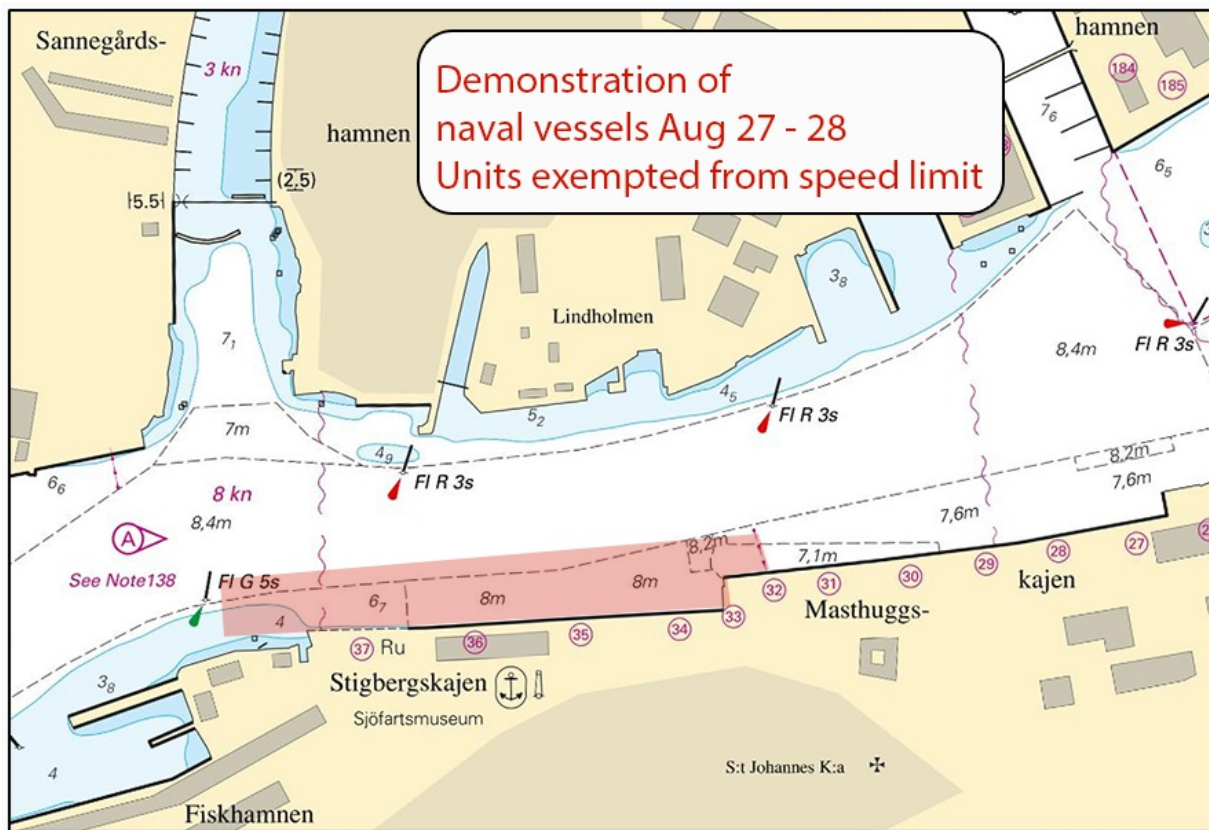 Sannegårds-
3 kn
hamnen
hamnen
184
185
Demonstration of
naval vessels Aug 27 - 28
Units exempted from speed limit
(2.5)
5.5
7₆
6₅
3₈
7₁
Lindholmen
8,4m
Fl R 3s
4₅
5₂
Fl R 3s
7m
4₉
Fl R 3s
6₆
8 kn
8,4m
A
See Note138
8,2m
7,6m
7,6m
8,2m
7,1m
Fl G 5s
6₇
8m
8m
4
27
28
29
30
31
32
33
34
35
36
37
Ru
kajen
Masthuggs-
Stigbergskajen
Sjöfartsmuseum
3₈
4
S:t Johannes K:a
Fiskhamnen